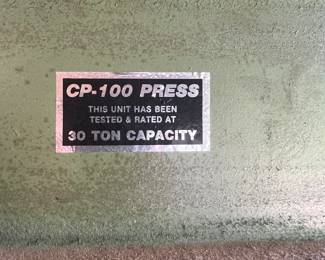 CP-100 PRESS
THIS UNIT HAS BEEN
TESTED & RATED AT
30 TON CAPACITY